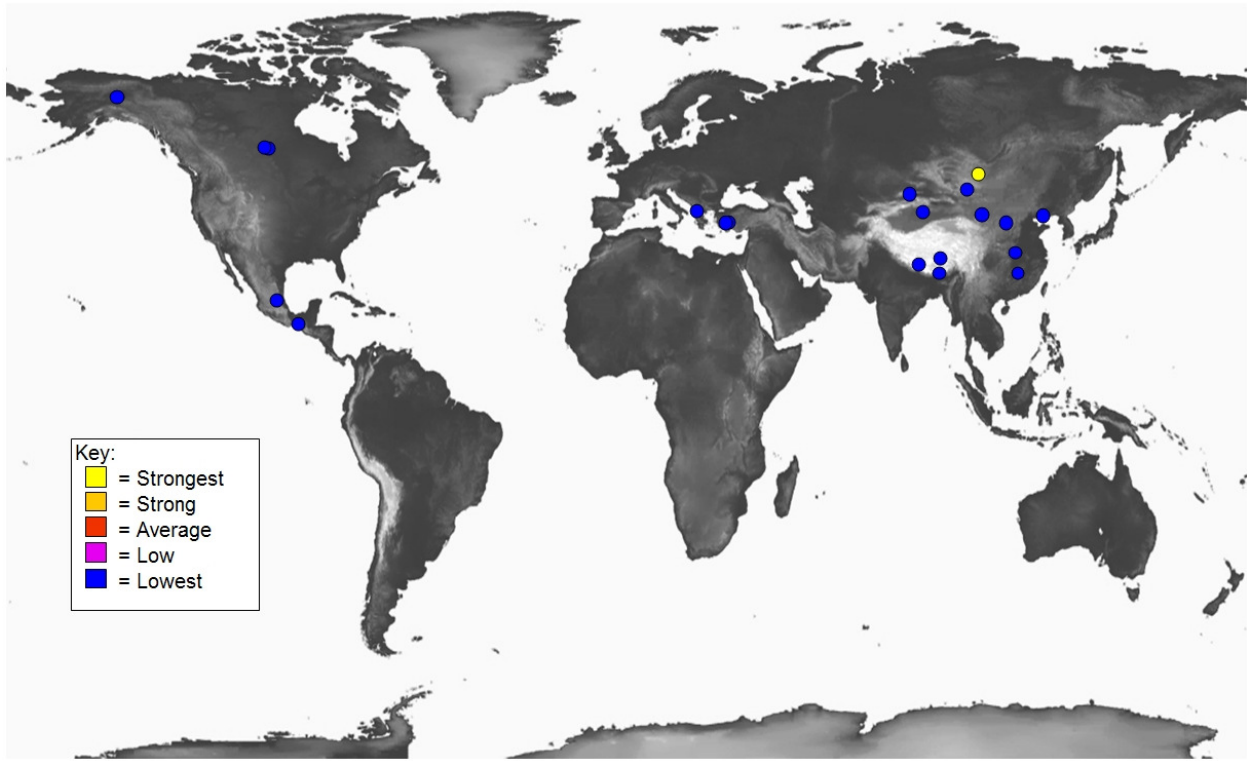 Key:
= Strongest
= Strong
= Average
= Low
= Lowest